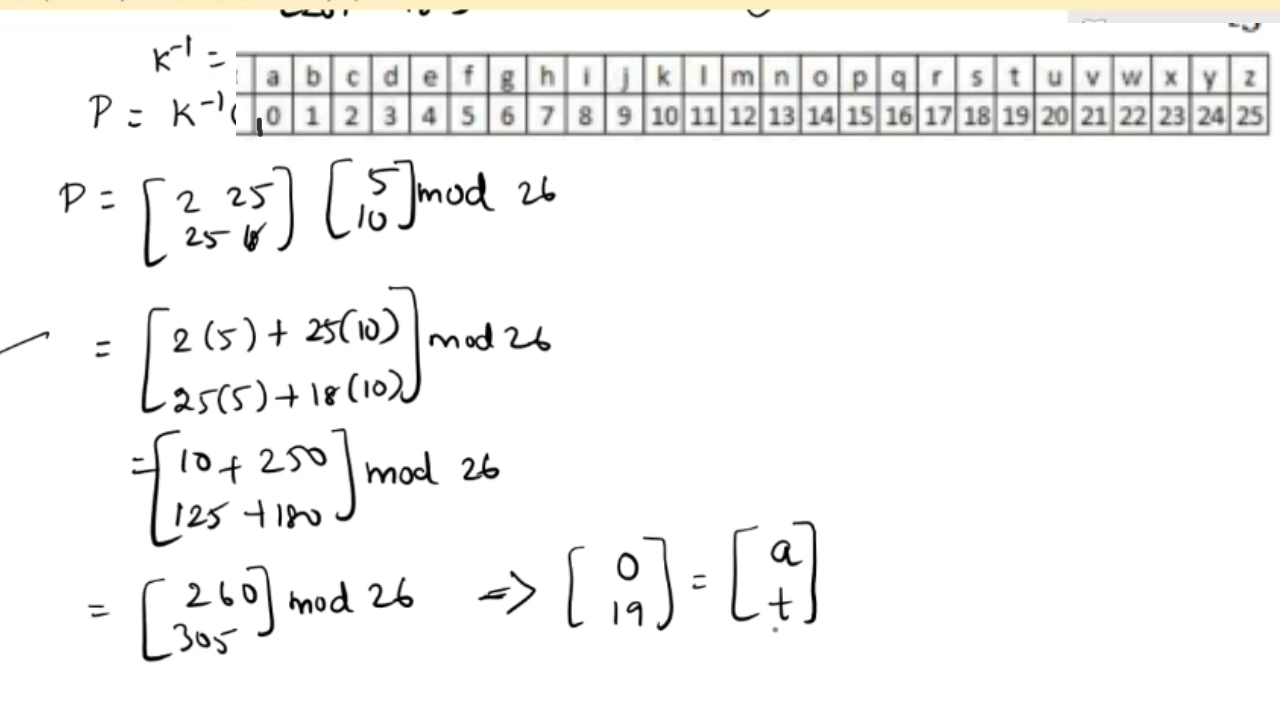 K⁻¹ =
a b c d e f g h i j k l m n o p q r s t u v w x y z
P = K⁻¹(
0 1 2 3 4 5 6 7 8 9 10 11 12 13 14 15 16 17 18 19 20 21 22 23 24 25
P = [ 2 25 ] [ 5 ] mod 26
25 10
= [ 2(5) + 25(10) ] mod 26
25(5) + 18(10)
= [ 10 + 250 ] mod 26
125 + 180
= [ 260 ] mod 26 => [ 0 ] = [ a ]
305 19 t